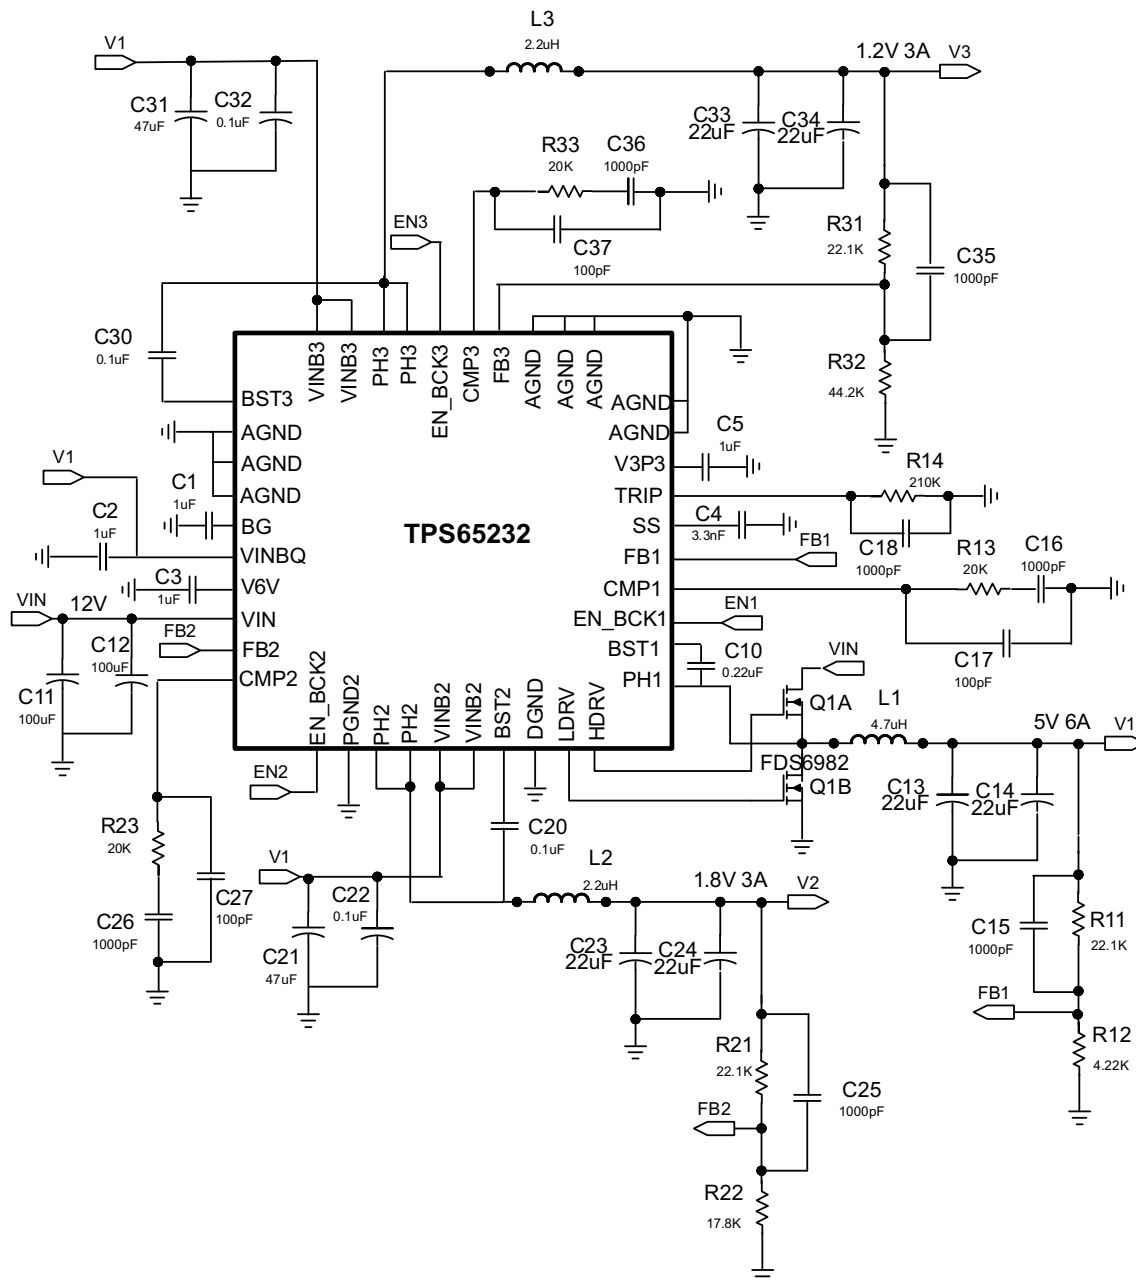 L3
2.2uH
V1
1.2V 3A
V3
C31
47uF
C32
0.1uF
C33
22uF
C34
22uF
R33
20K
C36
1000pF
C37
100pF
EN3
R31
22.1K
C35
1000pF
C30
0.1uF
R32
44.2K
VINB3
VINB3
PH3
PH3
EN_BCK3
CMP3
FB3
AGND
AGND
AGND
BST3
AGND
AGND
AGND
BG
VINBQ
V6V
VIN
FB2
CMP2
AGND
AGND
V3P3
TRIP
SS
FB1
CMP1
EN_BCK1
BST1
PH1
TPS65232
EN_BCK2
PGND2
PH2
PH2
VINB2
VINB2
BST2
DGND
LDRV
HDRV
V1
C1
1uF
C2
1uF
C3
1uF
VIN
12V
FB2
C12
100uF
C11
100uF
C5
1uF
R14
210K
C4
3.3nF
C18
1000pF
FB1
R13
20K
C16
1000pF
EN1
C17
100pF
C10
0.22uF
VIN
Q1A
FDS6982
Q1B
L1
4.7uH
5V 6A
V1
C13
22uF
C14
22uF
EN2
R23
20K
C27
100pF
C26
1000pF
V1
C22
0.1uF
C21
47uF
C20
0.1uF
L2
2.2uH
1.8V 3A
V2
C23
22uF
C24
22uF
C15
1000pF
R11
22.1K
FB1
R12
4.22K
R21
22.1K
C25
1000pF
FB2
R22
17.8K